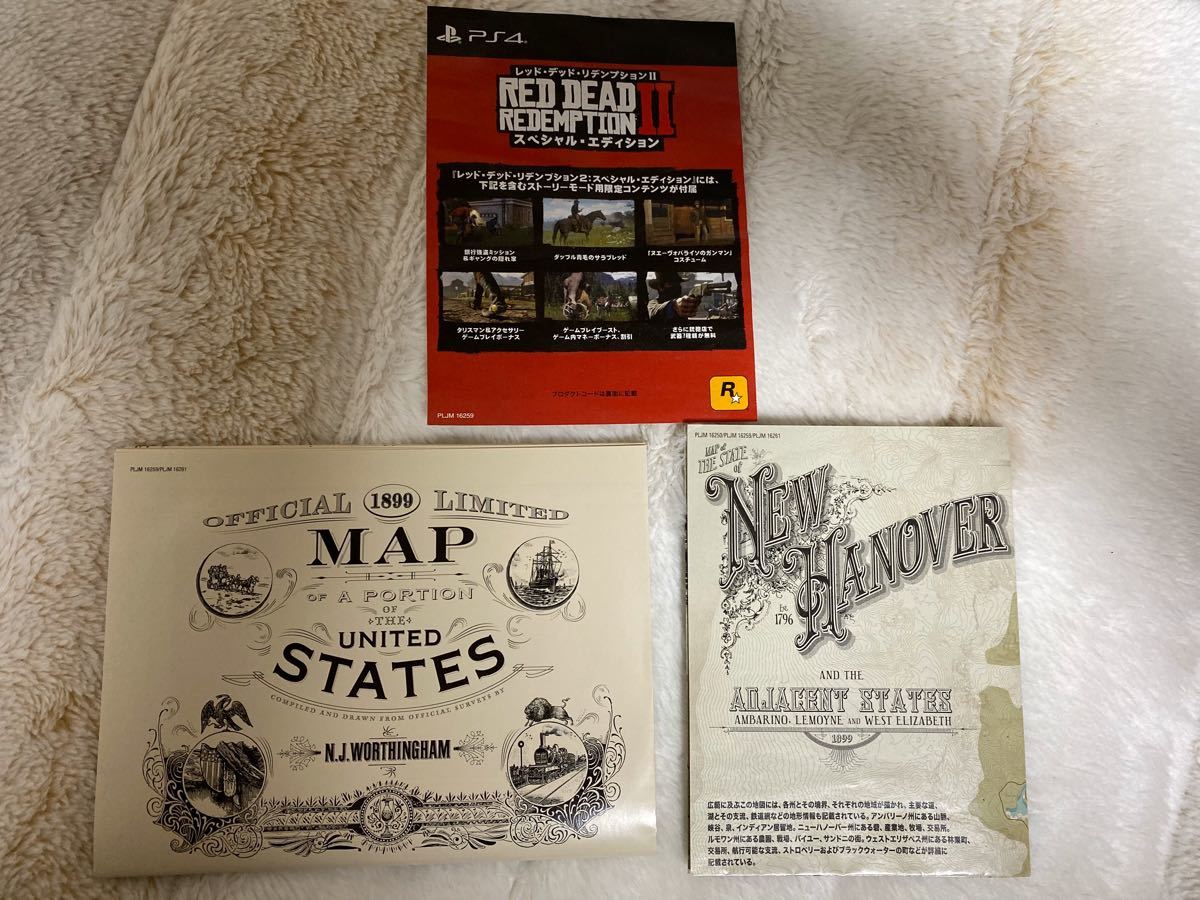 PS4
レッド・デッド・リデンプションII
RED DEAD
REDEMPTION II
スペシャル・エディション
『レッド・デッド・リデンプション2：スペシャル・エディション』には、
下記を含むストーリーモード用限定コンテンツが付属
銀行強盗ミッション
&ギャングの隠れ家
ダップル青毛のサラブレッド
「ヌエーヴォパライソのガンマン」
コスチューム
タリスマン&アクセサリー
ゲームプレイボーナス
ゲームプレイブースト、
ゲーム内マネーボーナス、割引
さらに銃砲店で
武器7種類が無料
プロダクトコードは裏面に記載
PLJM 16259
R
PLJM 16259/PLJM 16261
OFFICIAL 1899 LIMITED
MAP
OF A PORTION
OF
THE
UNITED
STATES
COMPILED AND DRAWN FROM OFFICIAL SURVEYS BY
N.J. WORTHINGHAM
PLJM 16250/PLJM 16259/PLJM 16261
MAP of
THE STATE of
NEW
HANOVER
Est.
1796
AND THE
ADJACENT STATES
AMBARINO, LEMOYNE AND WEST ELIZABETH
1899
広範に及ぶこの地図には、各州とその境界、それぞれの地域が描かれ、主要な道、
湖とその支流、鉄道網などの地形情報も記載されている。アンバリーノ州にある山脈、
峡谷、泉、インディアン居留地。ニューハノーバー州にある砦、産業地、牧場、交易所。
ルモワン州にある農園、戦場、バイユー、サンドニの街。ウェストエリザベス州にある林業町、
交易所、航行可能な支流、ストロベリーおよびブラックウォーターの町などが詳細に
記載されている。